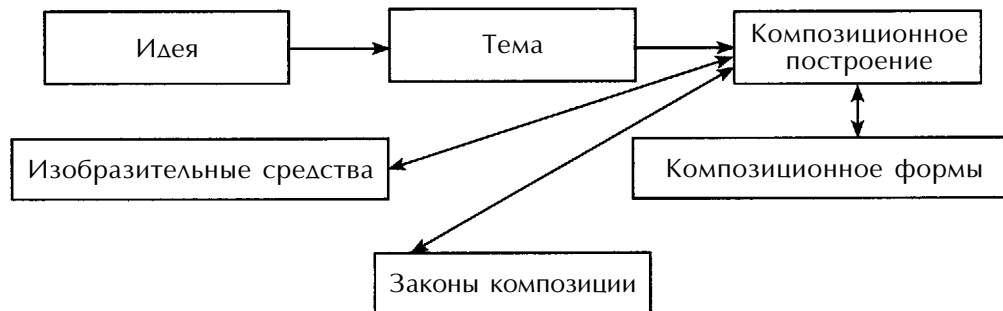 Идея
Тема
Композиционное
построение
Изобразительные средства
Композиционное формы
Законы композиции